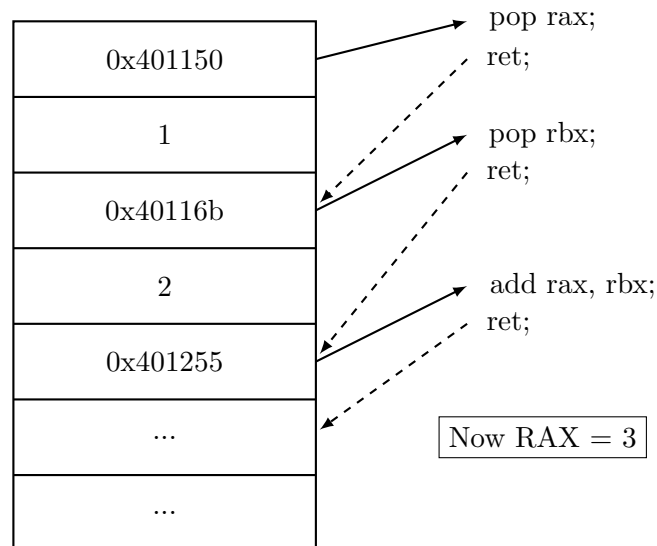 0x401150
1
0x40116b
2
0x401255
...
...
pop rax;
ret;
pop rbx;
ret;
add rax, rbx;
ret;
Now RAX = 3